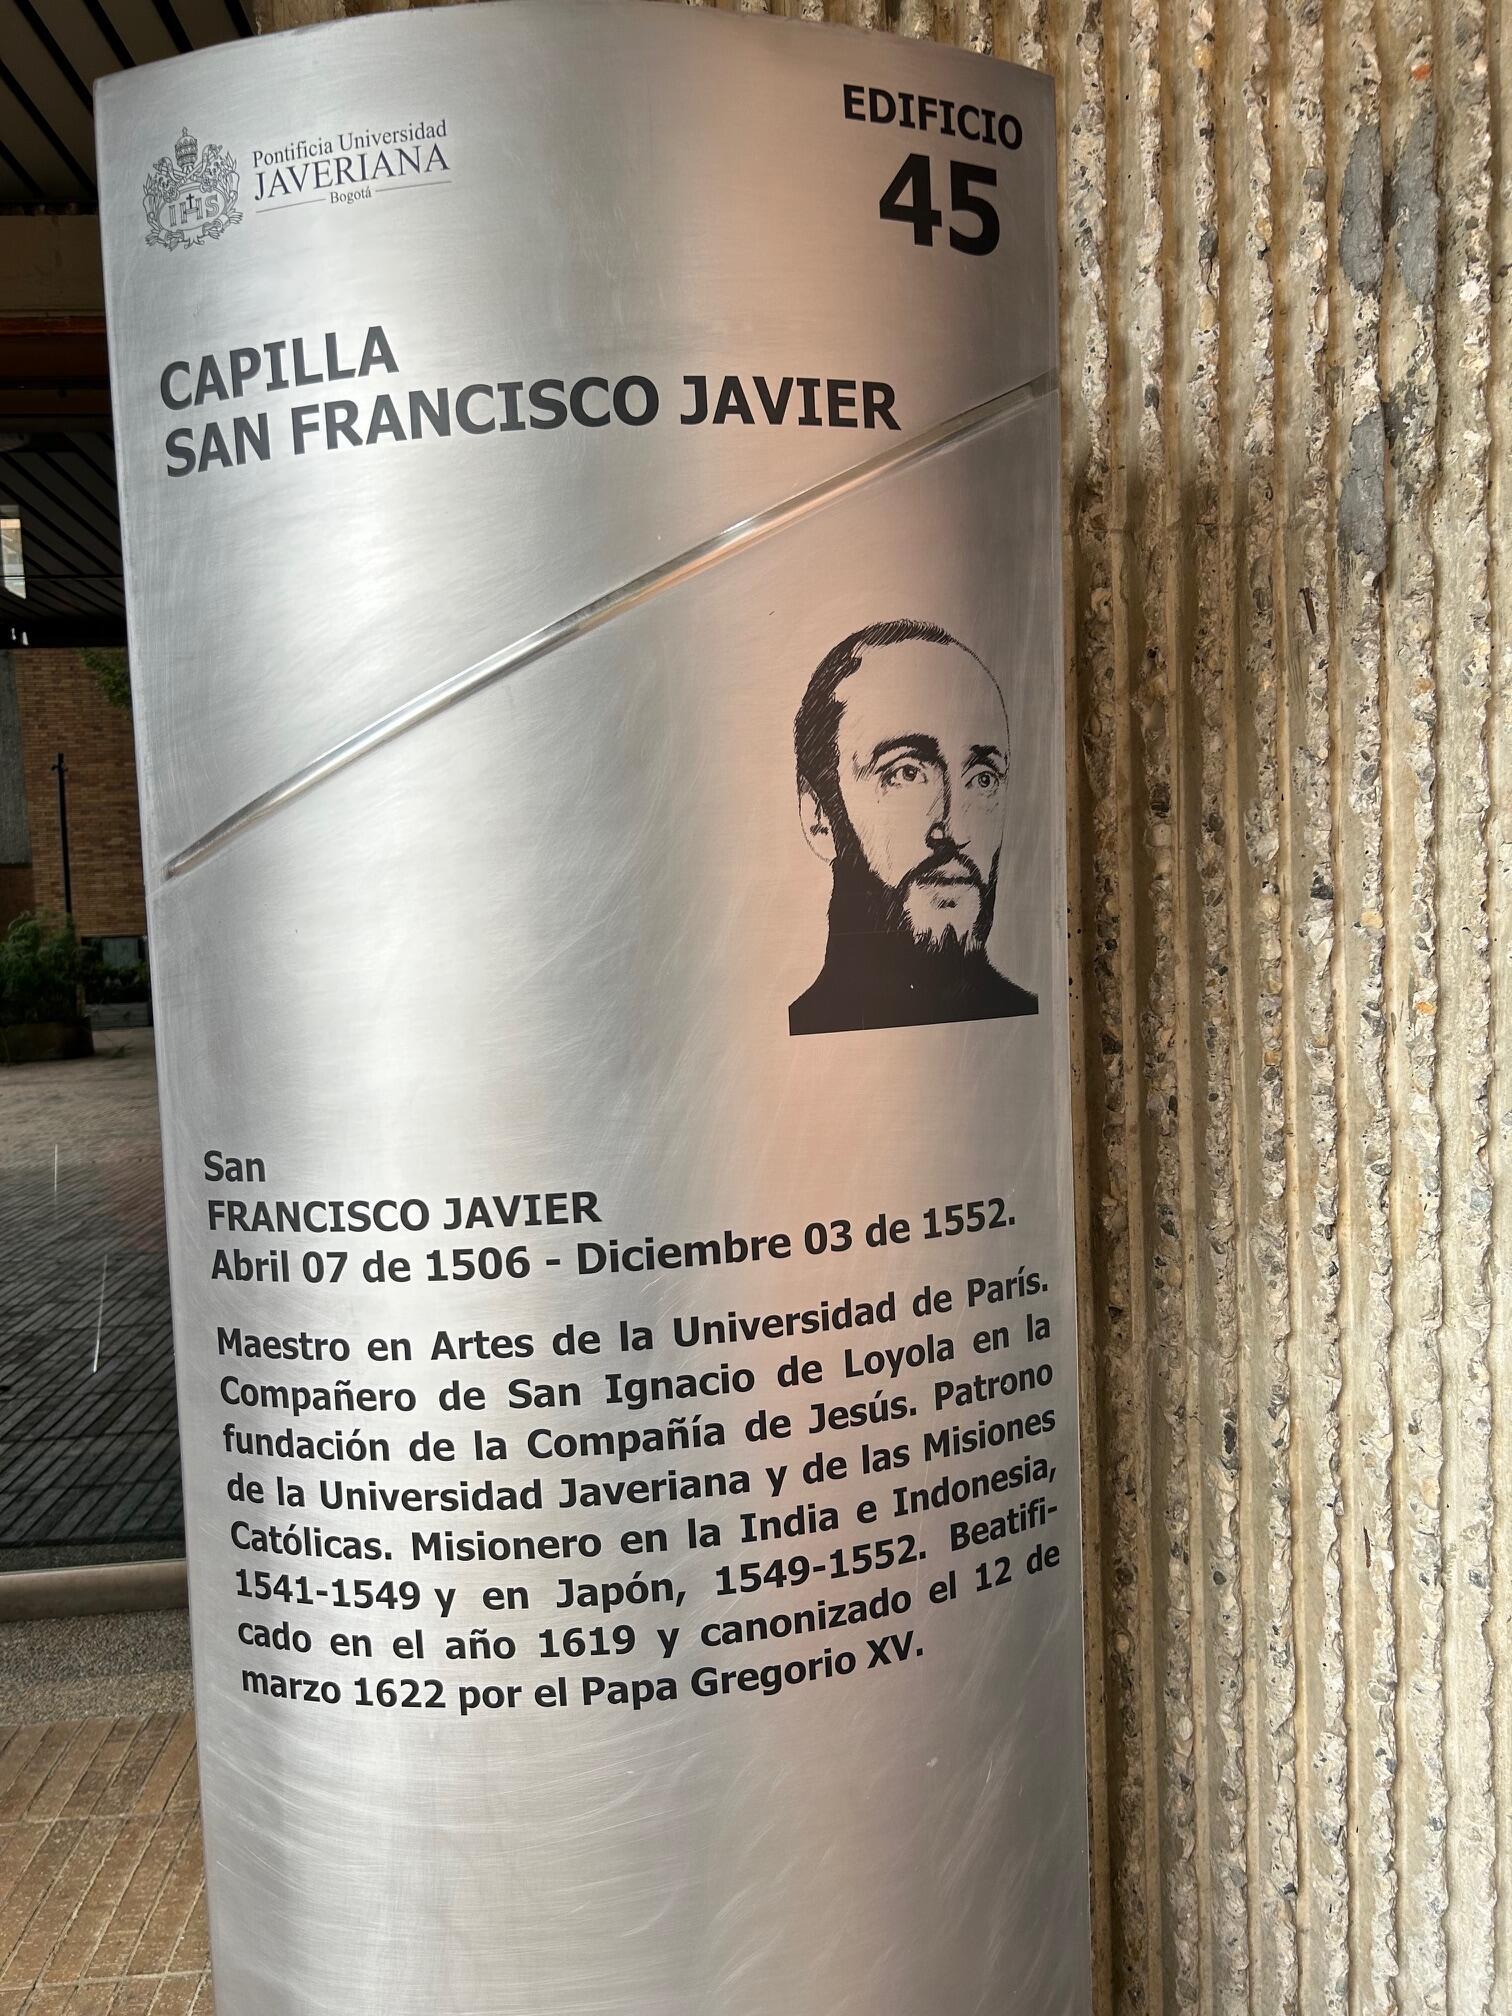 Pontificia Universidad
JAVERIANA
Bogotá
IHS
EDIFICIO
45
CAPILLA
SAN FRANCISCO JAVIER
San
FRANCISCO JAVIER
Abril 07 de 1506 - Diciembre 03 de 1552.
Maestro en Artes de la Universidad de París.
Compañero de San Ignacio de Loyola en la
fundación de la Compañía de Jesús. Patrono
de la Universidad Javeriana y de las Misiones
Católicas. Misionero en la India e Indonesia,
1541-1549 y en Japón, 1549-1552. Beatifi-
cado en el año 1619 y canonizado el 12 de
marzo 1622 por el Papa Gregorio XV.